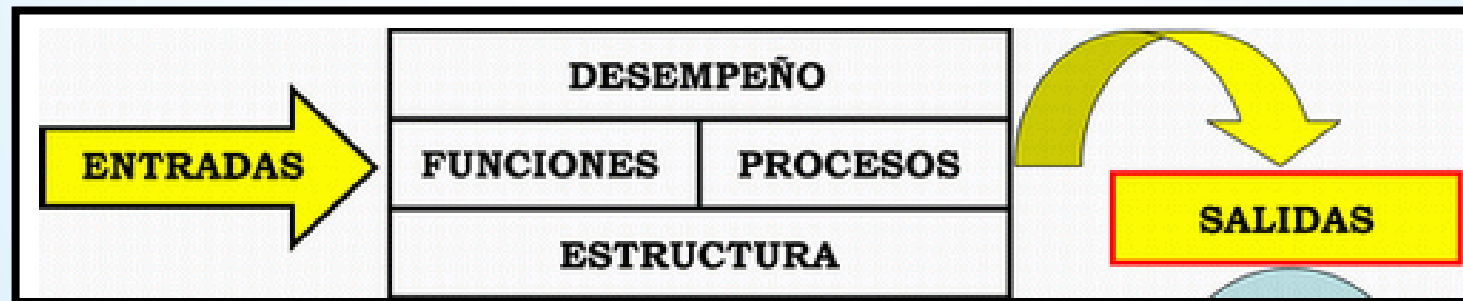 ENTRADAS
DESEMPEÑO
FUNCIONES
PROCESOS
ESTRUCTURA
SALIDAS